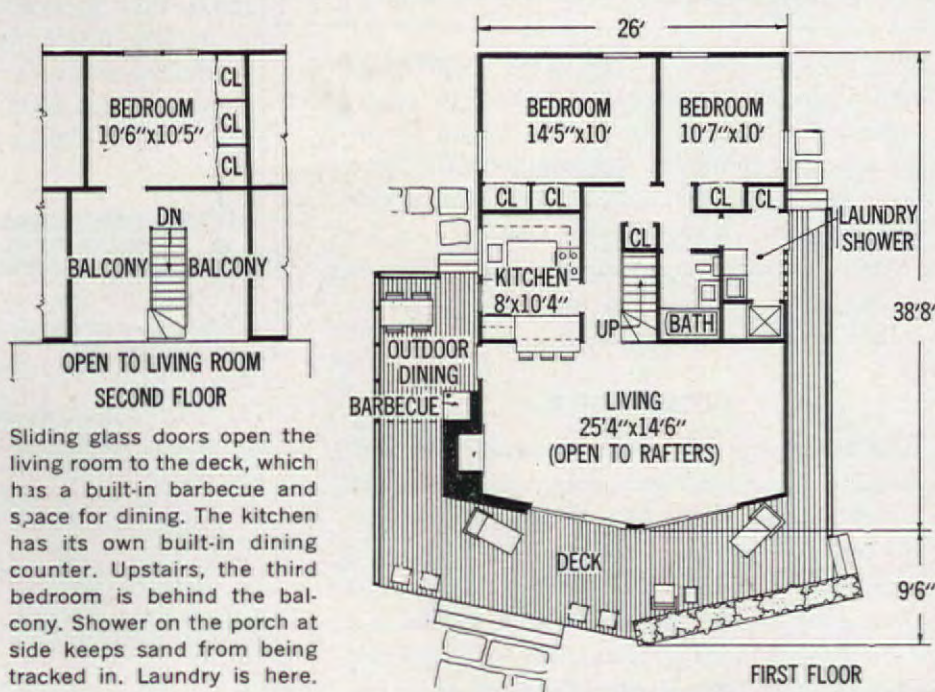 26'
BEDROOM
10'6"x10'5"
CL
CL
CL
DN
BALCONY BALCONY
OPEN TO LIVING ROOM
SECOND FLOOR
BEDROOM
14'5"x10'
BEDROOM
10'7"x10'
CL CL
CL CL
CL
LAUNDRY
SHOWER
KITCHEN
8'x10'4"
UP
BATH
38'8"
OUTDOOR
DINING
BARBECUE
LIVING
25'4"x14'6"
(OPEN TO RAFTERS)
DECK
9'6"
FIRST FLOOR
Sliding glass doors open the
living room to the deck, which
has a built-in barbecue and
space for dining. The kitchen
has its own built-in dining
counter. Upstairs, the third
bedroom is behind the bal-
cony. Shower on the porch at
side keeps sand from being
tracked in. Laundry is here.